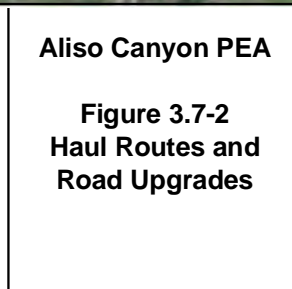 Aliso Canyon PEA
Figure 3.7-2
Haul Routes and
Road Upgrades